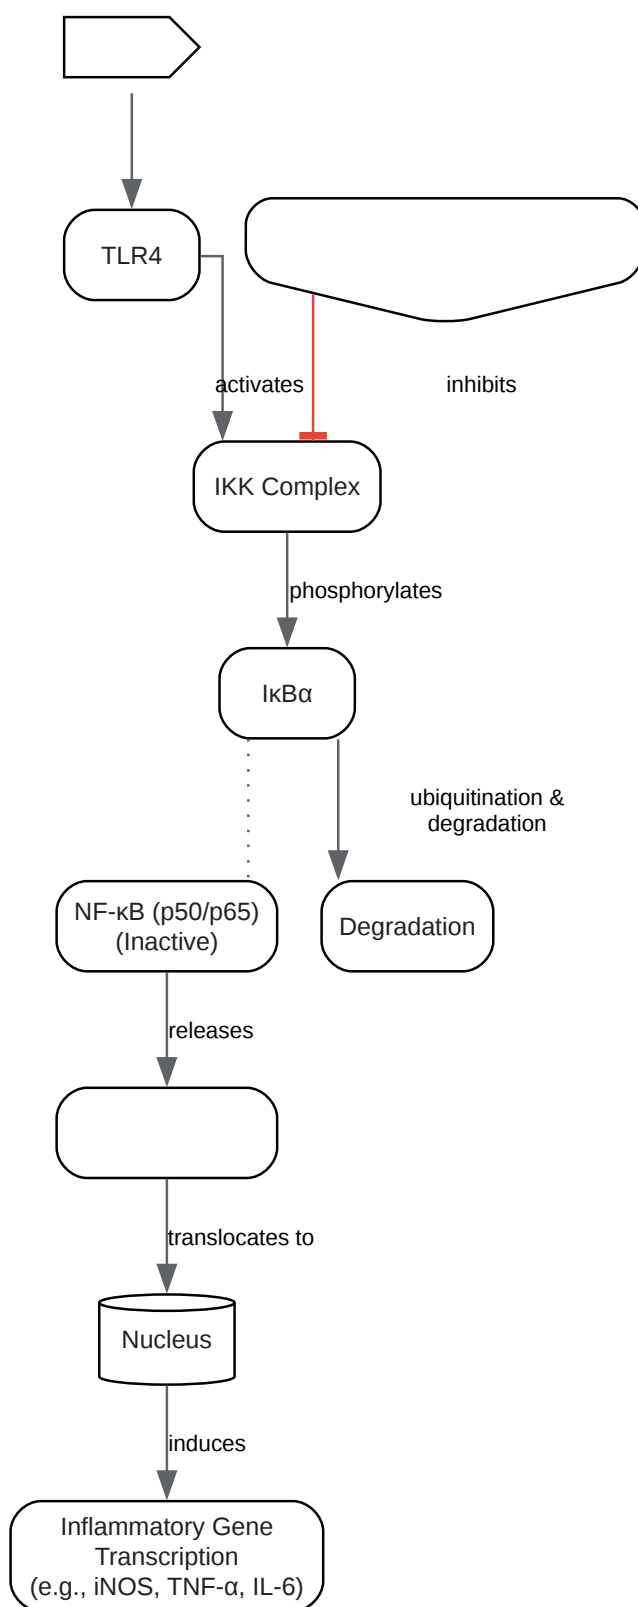 TLR4
activates
inhibits
IKK Complex
phosphorylates
IκBα
ubiquitination &
degradation
NF-κB (p50/p65)
(Inactive)
Degradation
releases
translocates to
Nucleus
induces
Inflammatory Gene
Transcription
(e.g., iNOS, TNF-α, IL-6)